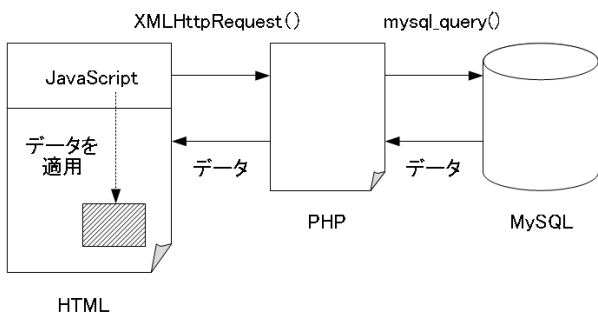 XMLHttpRequest()
mysql_query()
JavaScript
データを
適用
データ
データ
PHP
MySQL
HTML